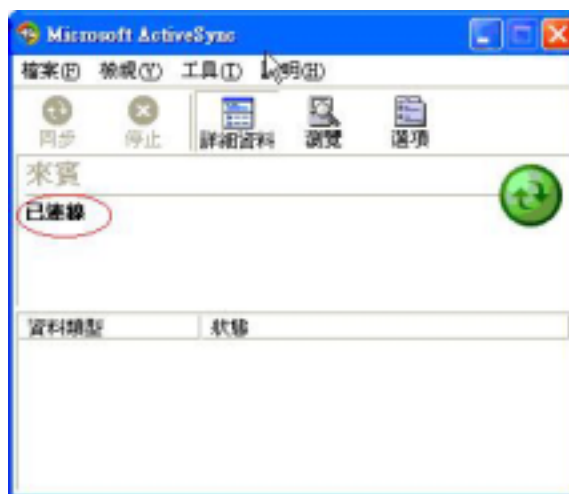 Microsoft ActiveSync
檔案(F) 檢視(V) 工具(T) 說明(H)
同步 停止 詳細資料 瀏覽 選項
來賓
已連線
資料類型 狀態